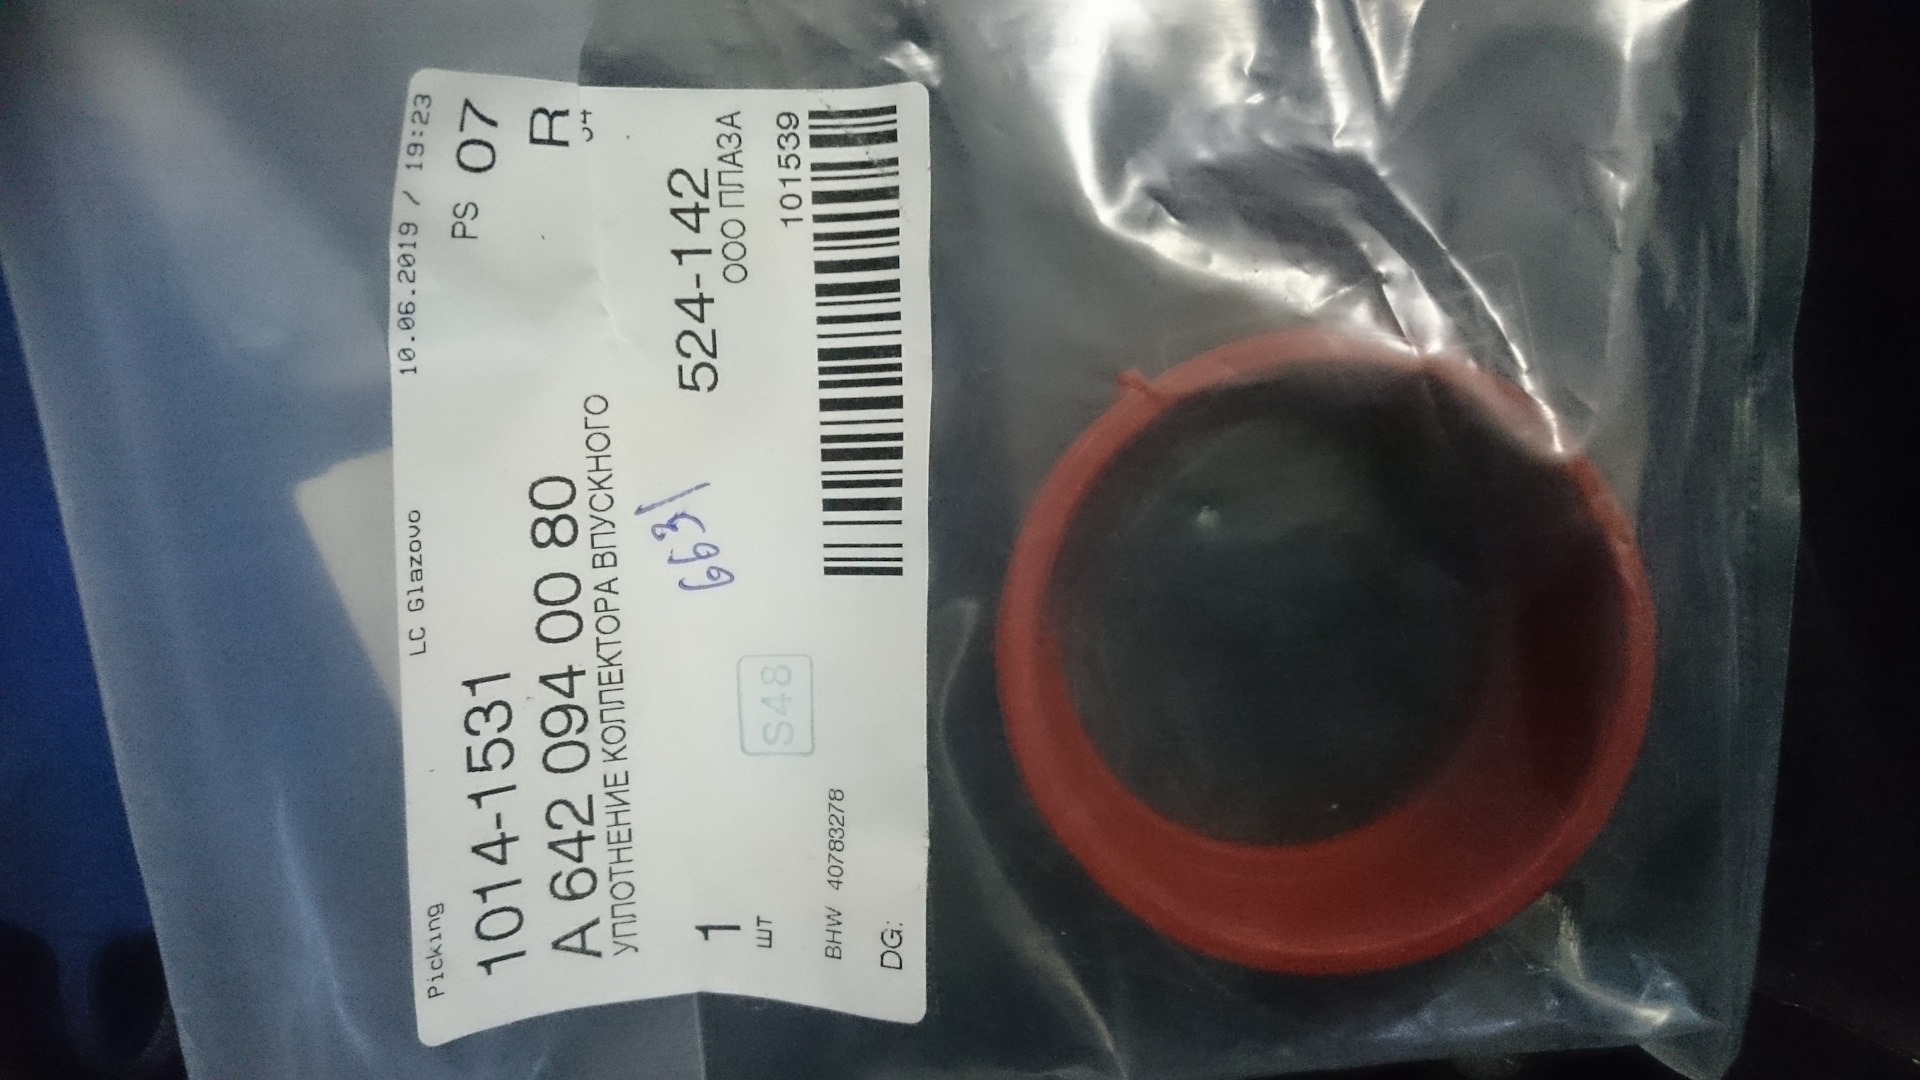 Picking LC Glazovo 10.06.2019 / 19:23
1014-1531 PS 07
A 642 094 00 80 R
УПЛОТНЕНИЕ КОЛЛЕКТОРА ВПУСКНОГО
6631
1 524-142
ШТ ООО ПЛАЗА
S48
101539
BHW 40783278
DG: